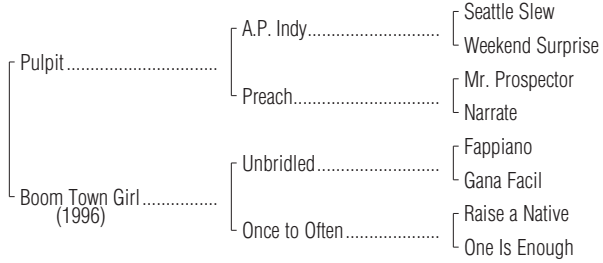 Seattle Slew
A.P. Indy
Weekend Surprise
Pulpit
Mr. Prospector
Preach
Narrate
Fappiano
Unbridled
Gana Facil
Boom Town Girl
(1996)
Raise a Native
Once to Often
One Is Enough